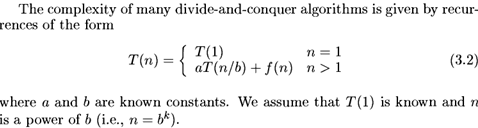 The complexity of many divide-and-conquer algorithms is given by recur-
rences of the form
T(n) = { T(1) n = 1
aT(n/b) + f(n) n > 1 (3.2)
where a and b are known constants. We assume that T(1) is known and n
is a power of b (i.e., n = b^k).